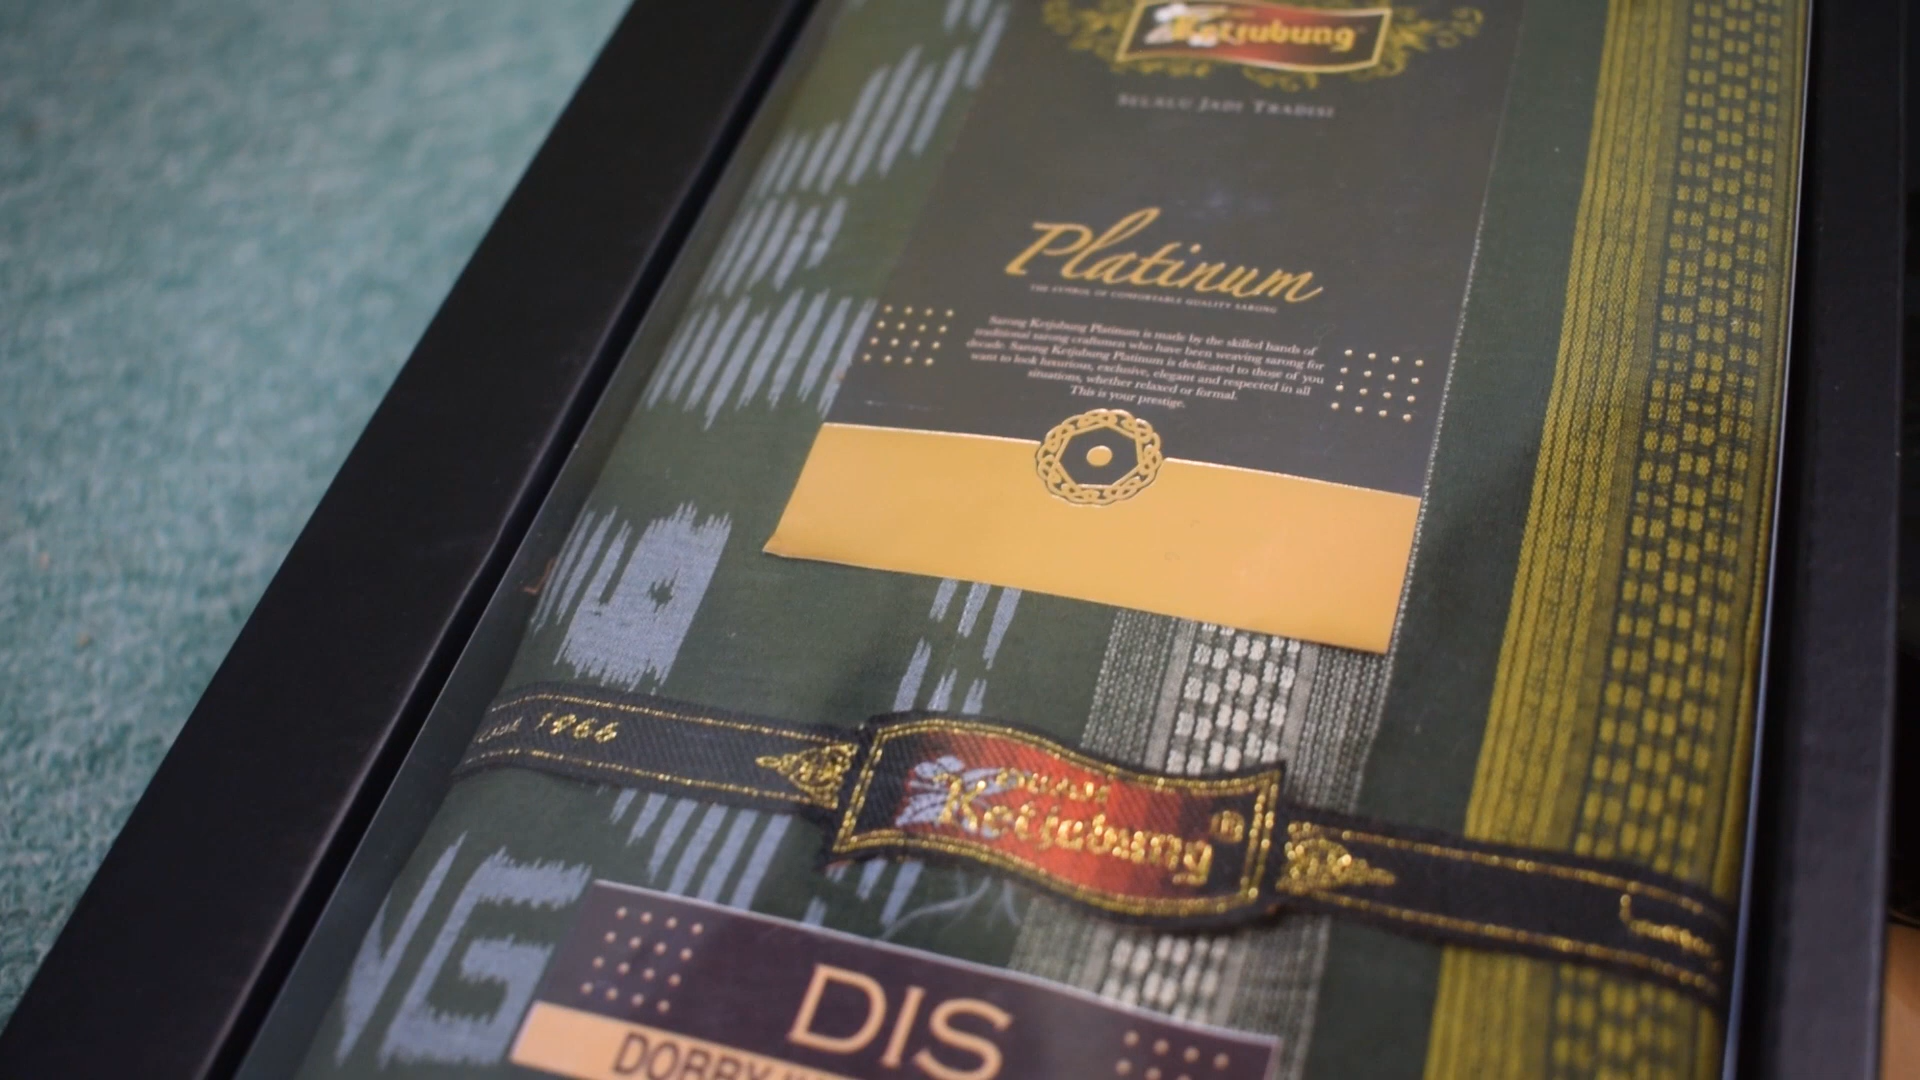 Ketjubung
SELALU JADI TRADISI
Platinum
THE SYMBOL OF COMFORTABLE QUALITY SARONG
Sarong Ketjubung Platinum is made by the skilled hands of
traditional sarong craftsmen who have been weaving sarong for
decade. Sarong Ketjubung Platinum is dedicated to those of you
want to look luxurious, exclusive, elegant and respected in all
situations, whether relaxed or formal.
This is your prestige.
1966
Ketjubung ®
NG
DIS
DOBBY